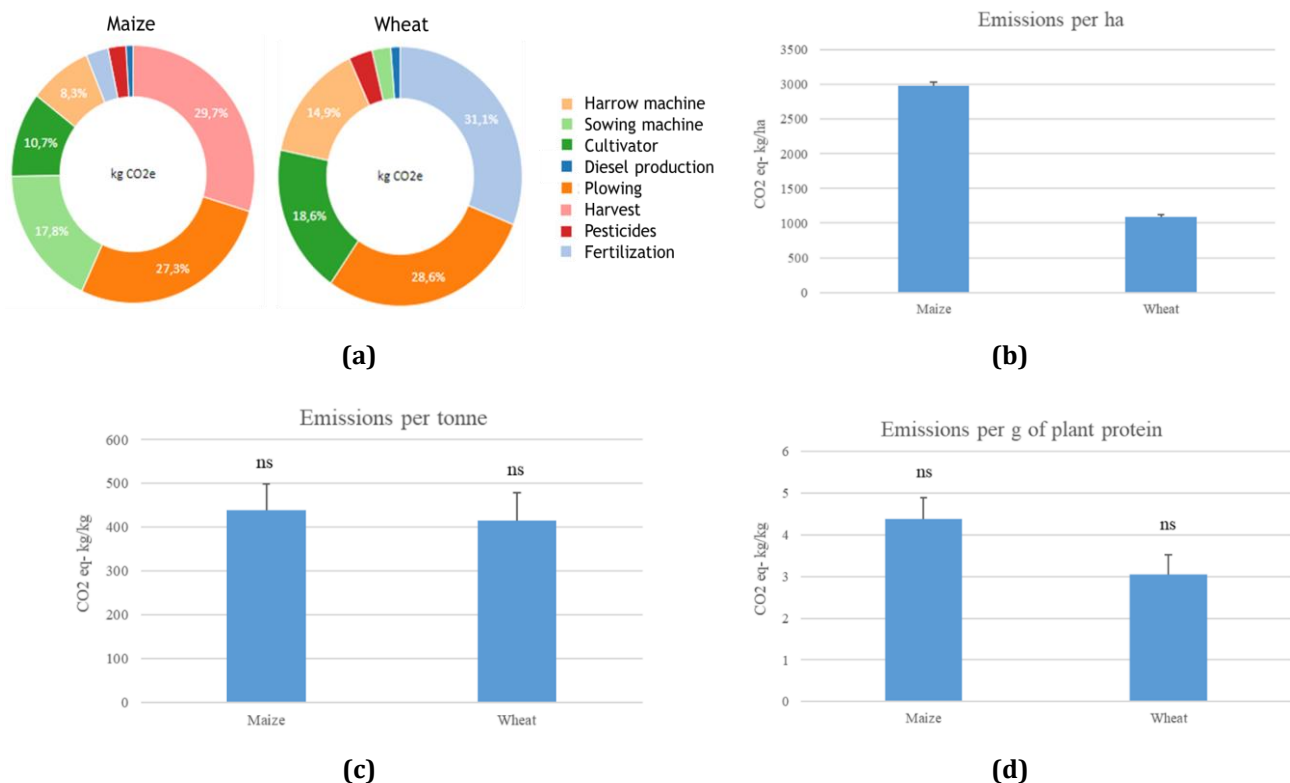 Maize
8,3%
10,7%
17,8%
27,3%
29,7%
kg CO2e
Wheat
14,9%
18,6%
28,6%
31,1%
kg CO2e
Harrow machine
Sowing machine
Cultivator
Diesel production
Plowing
Harvest
Pesticides
Fertilization
(a)
Emissions per ha
CO2 eq- kg/ha
3500
3000
2500
2000
1500
1000
500
0
Maize
Wheat
(b)
Emissions per tonne
CO2 eq- kg/kg
600
500
400
300
200
100
0
ns
ns
Maize
Wheat
(c)
Emissions per g of plant protein
CO2 eq- kg/kg
6
5
4
3
2
1
0
ns
ns
Maize
Wheat
(d)